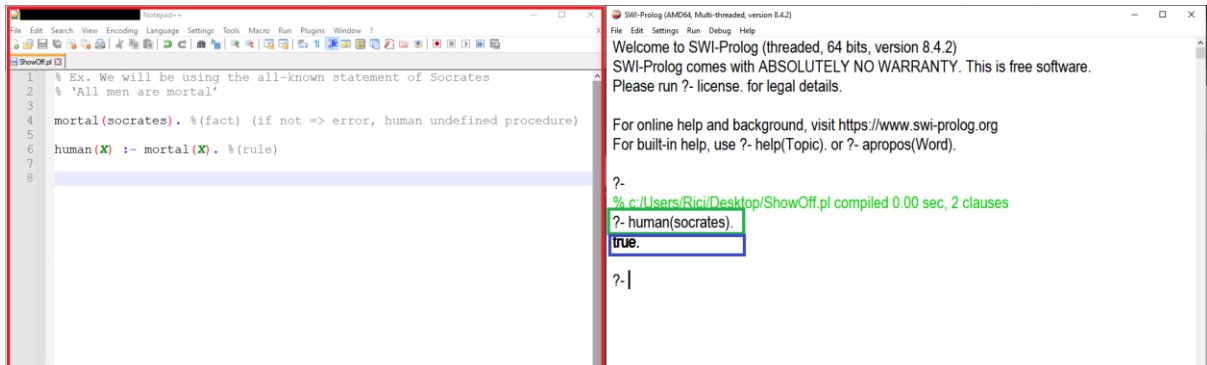 Notepad++
File Edit Search View Encoding Language Settings Tools Macro Run Plugins Window ? X
ShowOff.pl
1 % Ex. We will be using the all-known statement of Socrates
2 % 'All men are mortal'
3
4 mortal(socrates). %(fact) (if not => error, human undefined procedure)
5
6 human(X) :- mortal(X). %(rule)
7
8
SWI-Prolog (AMD64, Multi-threaded, version 8.4.2)
File Edit Settings Run Debug Help
Welcome to SWI-Prolog (threaded, 64 bits, version 8.4.2)
SWI-Prolog comes with ABSOLUTELY NO WARRANTY. This is free software.
Please run ?- license. for legal details.
For online help and background, visit https://www.swi-prolog.org
For built-in help, use ?- help(Topic). or ?- apropos(Word).
?-
% c:/Users/Rici/Desktop/ShowOff.pl compiled 0.00 sec, 2 clauses
?- human(socrates).
true.
?-